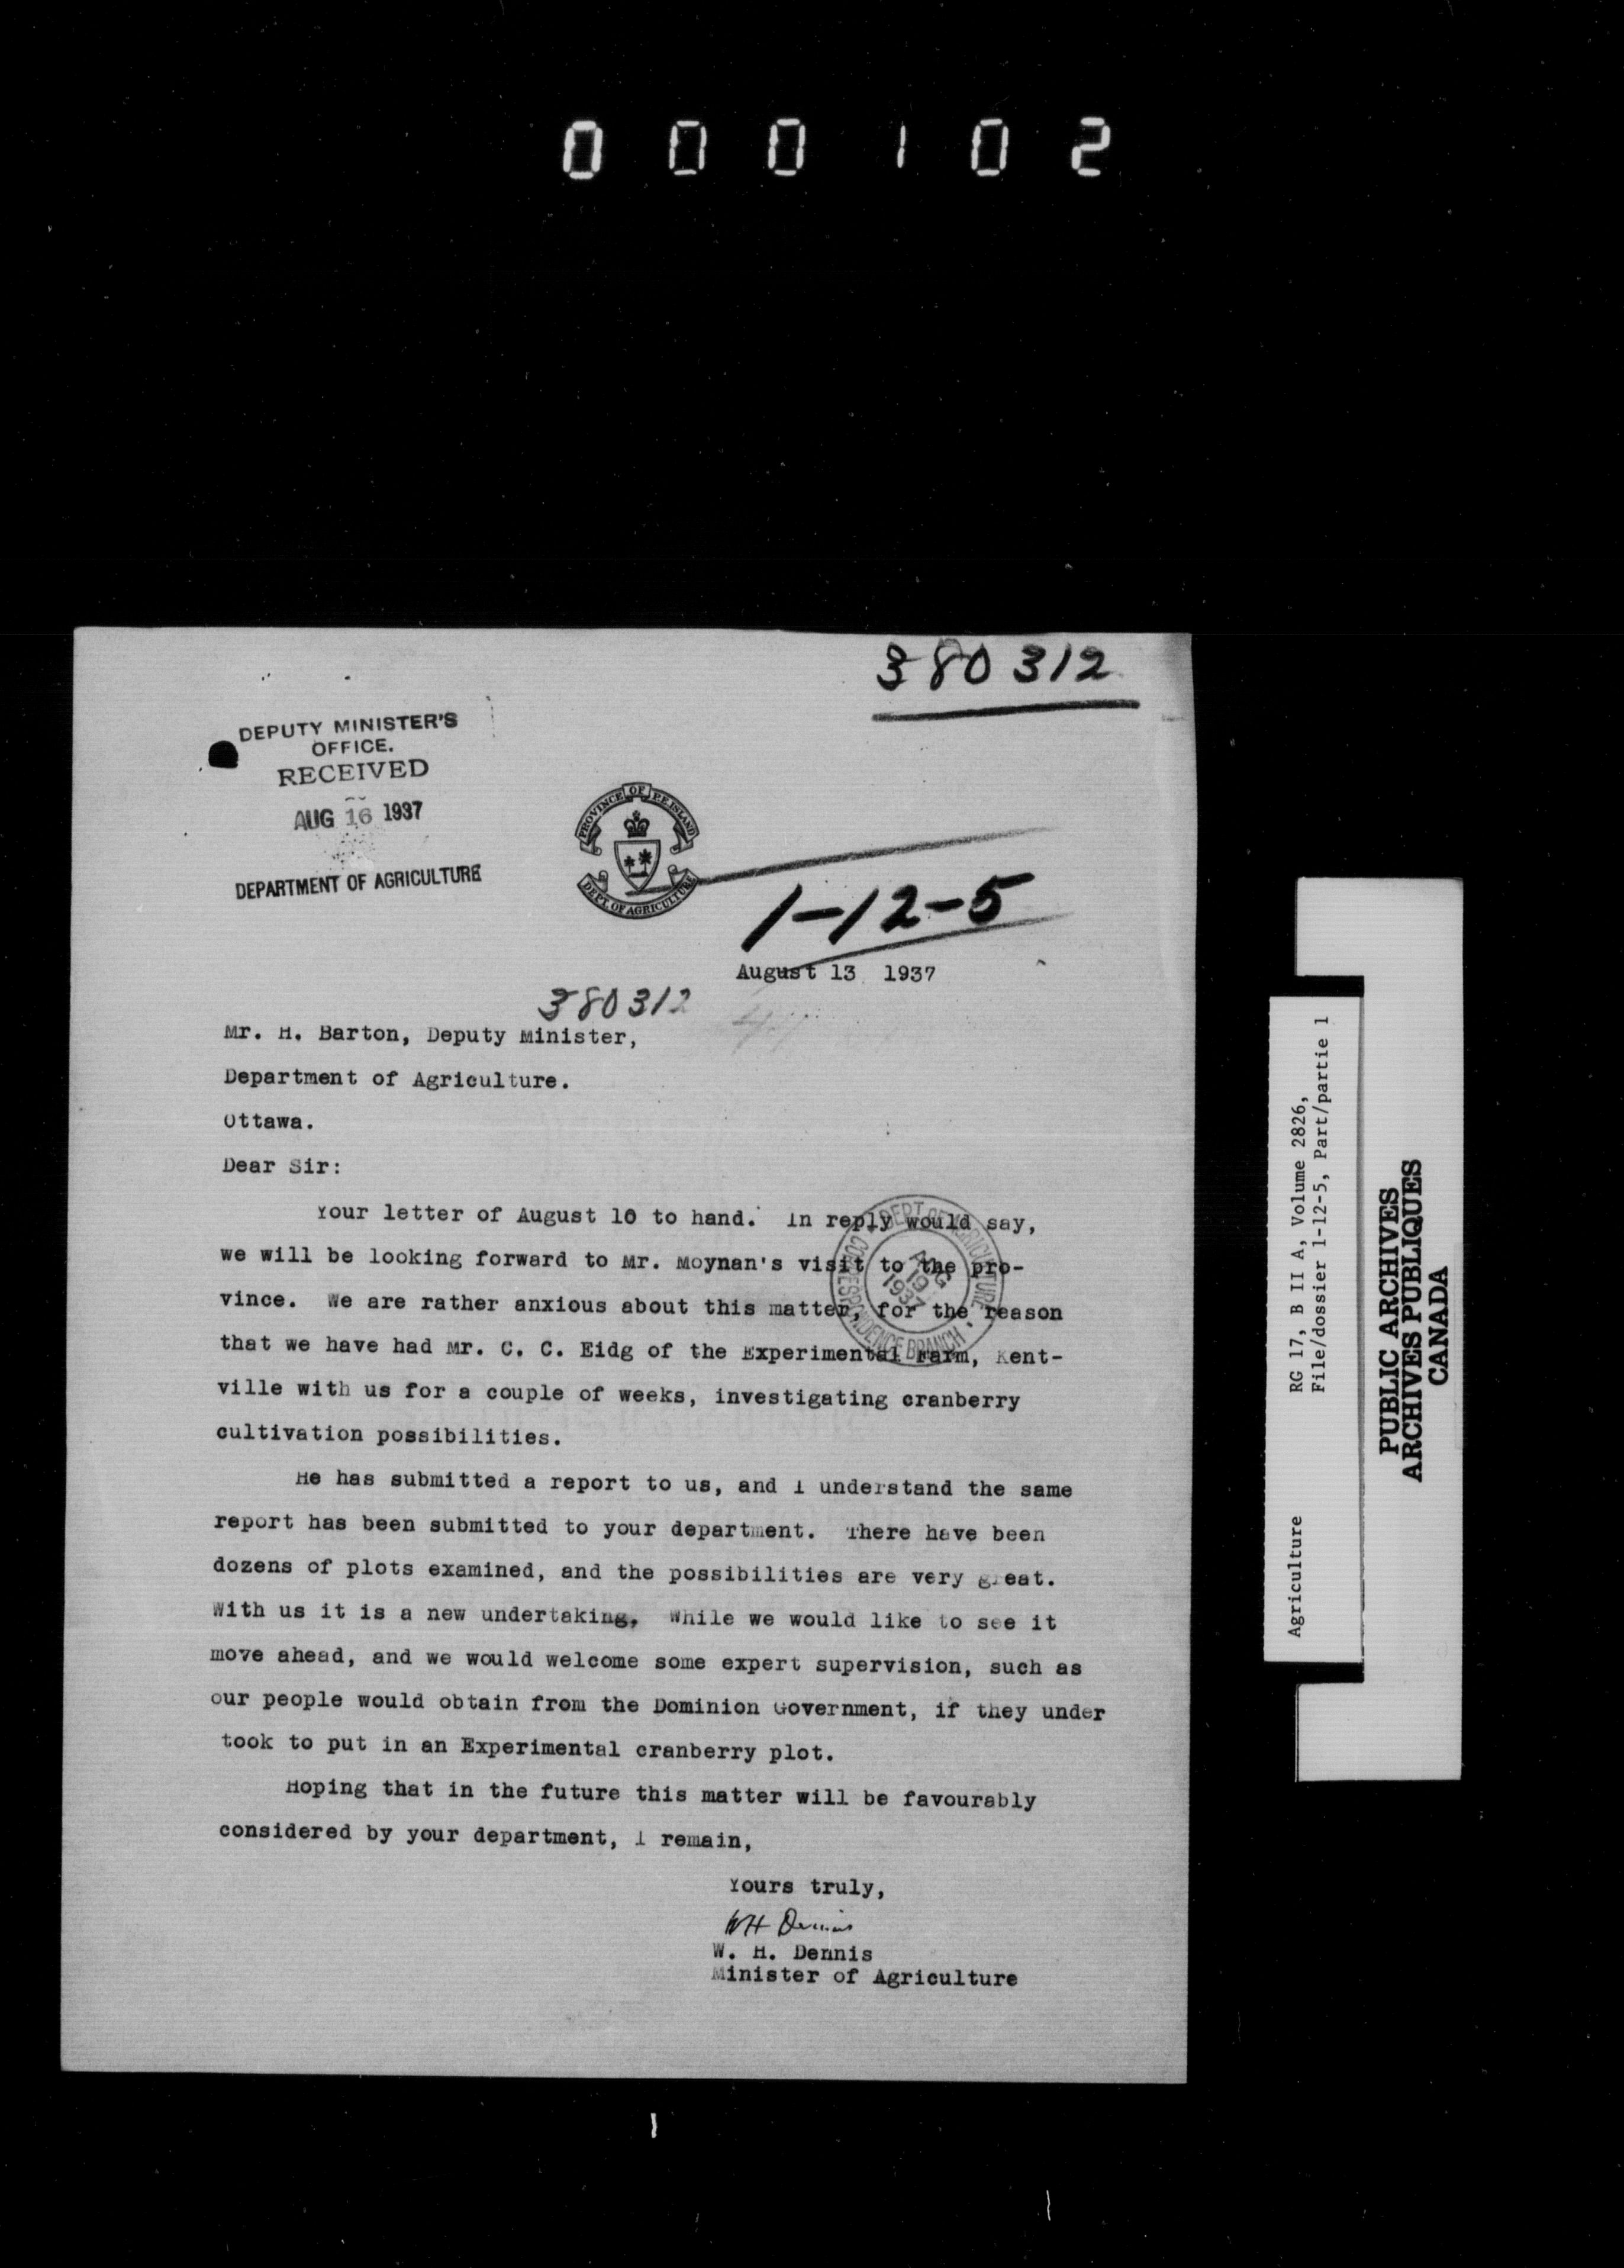 000102
380312
DEPUTY MINISTER'S
OFFICE.
RECEIVED
AUG 16 1937
DEPARTMENT OF AGRICULTURE
PROVINCE OF P.E. ISLAND
DEPT. OF AGRICULTURE
1-12-5
August 13 1937
380312
Mr. H. Barton, Deputy Minister,
Department of Agriculture.
Ottawa.
Dear Sir:
Your letter of August 10 to hand. In reply would say,
we will be looking forward to Mr. Moynan's visit to the pro-
vince. We are rather anxious about this matter, for the reason
that we have had Mr. C. C. Eidg of the Experimental Farm, Kent-
ville with us for a couple of weeks, investigating cranberry
cultivation possibilities.
DEPT. OF AGRICULTURE
AUG
19
1937
CORRESPONDENCE BRANCH
He has submitted a report to us, and I understand the same
report has been submitted to your department. There have been
dozens of plots examined, and the possibilities are very great.
With us it is a new undertaking, While we would like to see it
move ahead, and we would welcome some expert supervision, such as
our people would obtain from the Dominion Government, if they under
took to put in an Experimental cranberry plot.
Hoping that in the future this matter will be favourably
considered by your department, I remain,
Yours truly,
WH Dennis
W. H. Dennis
Minister of Agriculture
Agriculture RG 17, B II A, Volume 2826,
File/dossier 1-12-5, Part/partie 1
PUBLIC ARCHIVES
ARCHIVES PUBLIQUES
CANADA